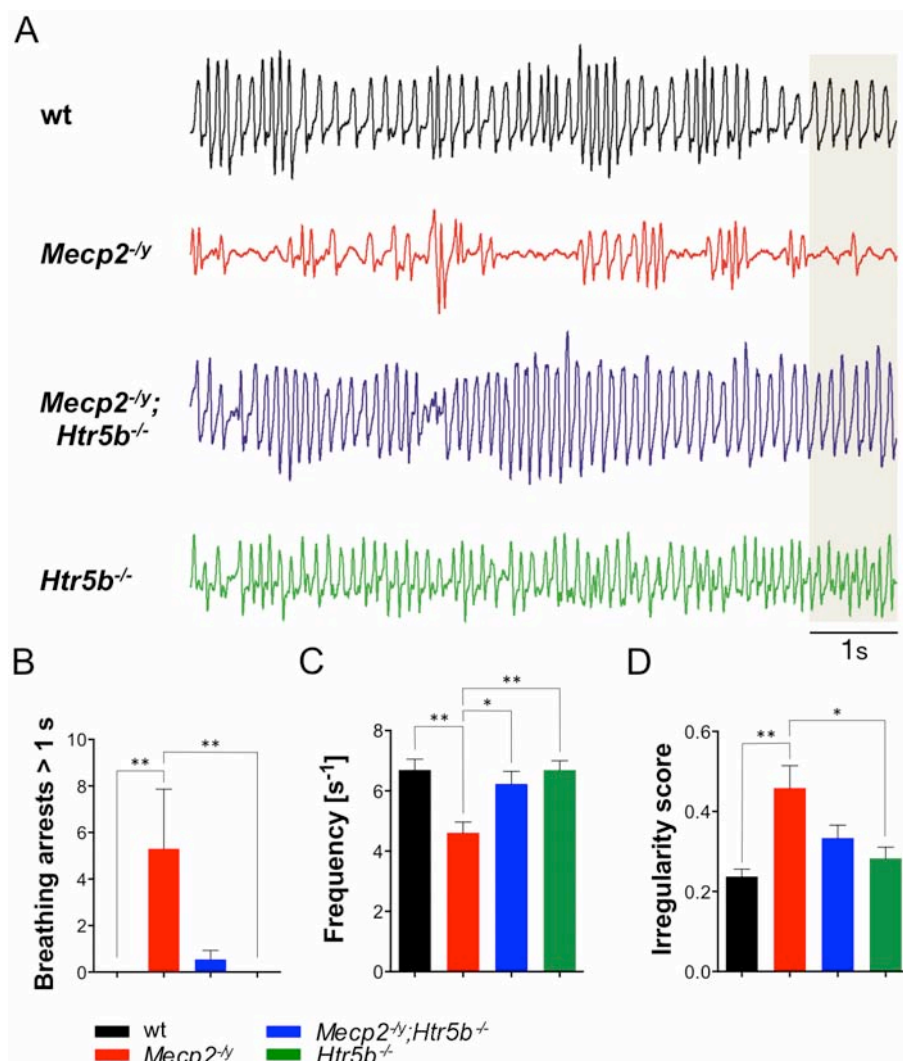 A
wt
Mecp2-/y
Mecp2-/y;
Htr5b-/-
Htr5b-/-
1s
B
C
D
Breathing arrests > 1 s
10
8
6
4
2
0
**
**
Frequency [s-1]
8
6
4
2
0
**
*
**
Irregularity score
0.6
0.4
0.2
0.0
**
*
wt
Mecp2-/y;Htr5b-/-
Mecp2-/y
Htr5b-/-